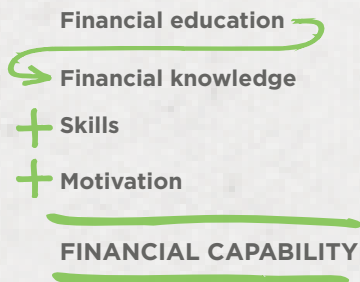 Financial education
Financial knowledge
+ Skills
+ Motivation
FINANCIAL CAPABILITY